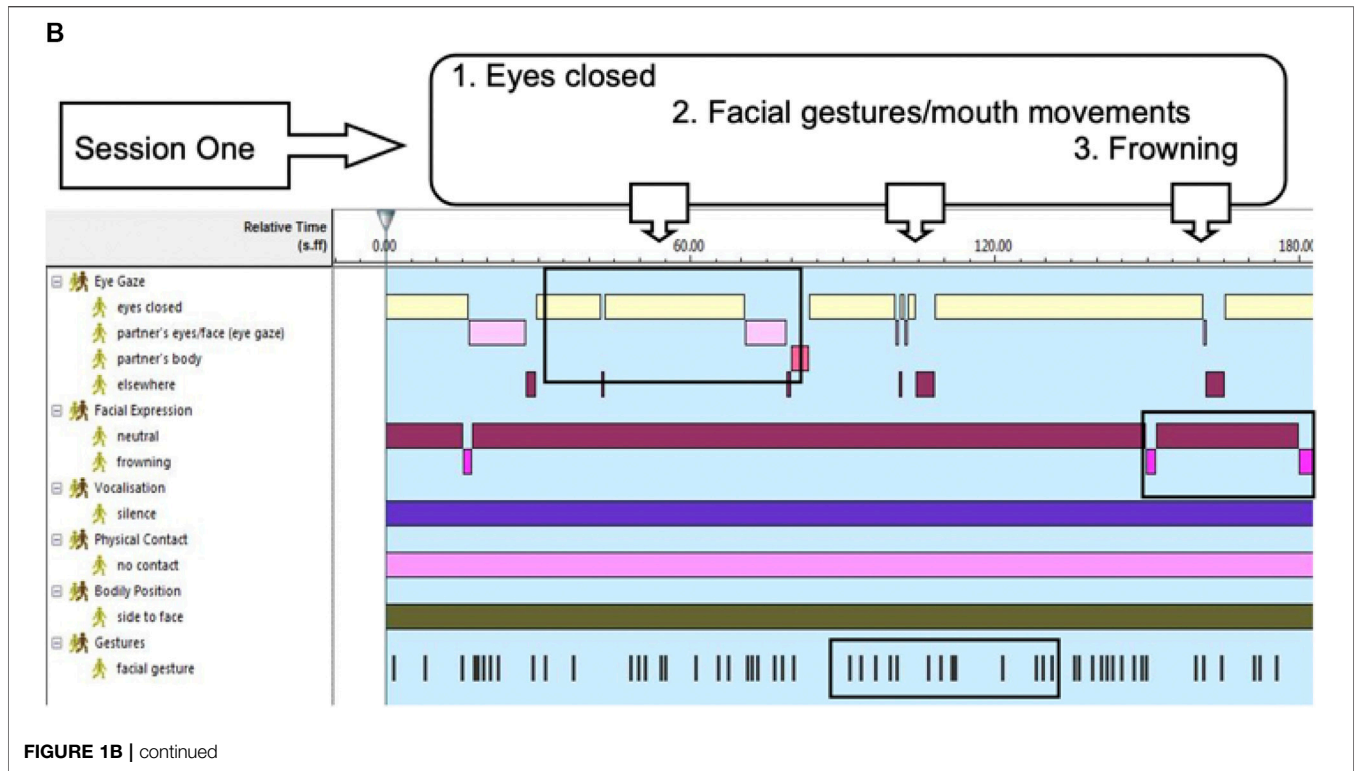 B
1. Eyes closed
2. Facial gestures/mouth movements
3. Frowning
Session One
Relative Time
(s.ff)
0.00 60.00 120.00 180.00
Eye Gaze
eyes closed
partner's eyes/face (eye gaze)
partner's body
elsewhere
Facial Expression
neutral
frowning
Vocalisation
silence
Physical Contact
no contact
Bodily Position
side to face
Gestures
facial gesture
FIGURE 1B | continued